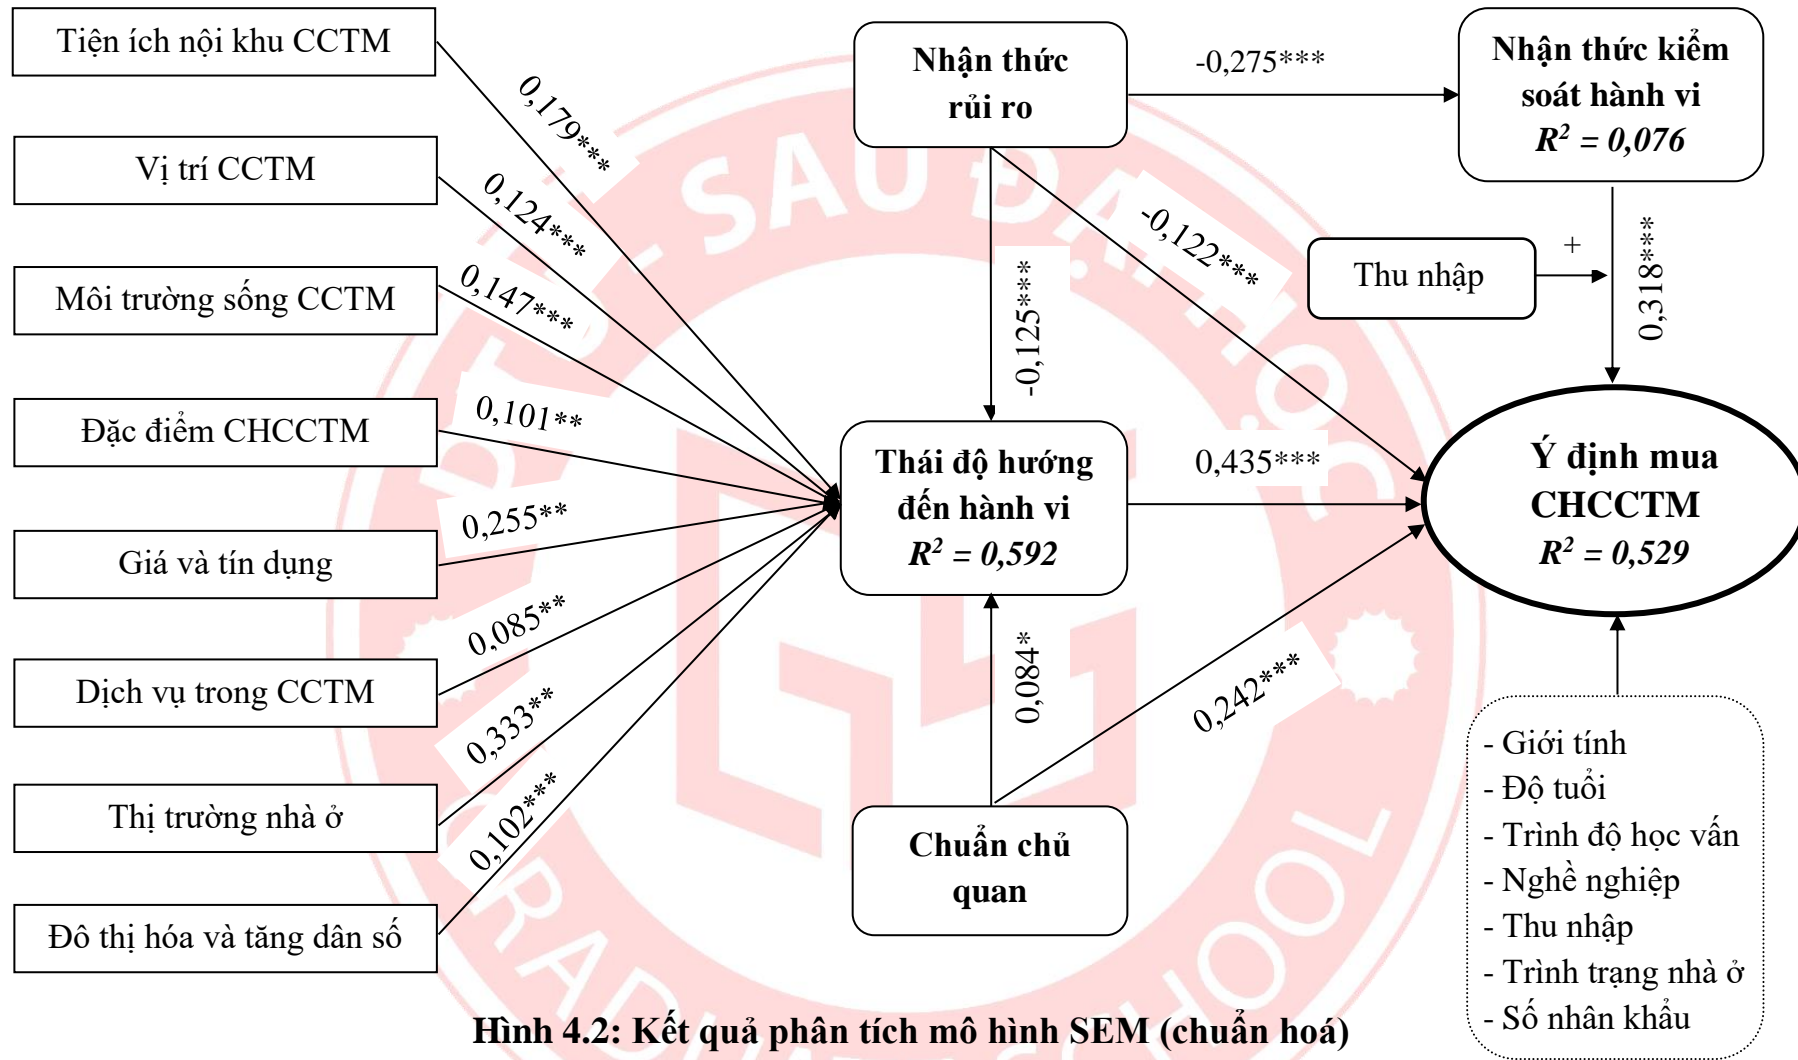 Tiện ích nội khu CCTM
Vị trí CCTM
Môi trường sống CCTM
Đặc điểm CHCCTM
Giá và tín dụng
Dịch vụ trong CCTM
Thị trường nhà ở
Đô thị hóa và tăng dân số
0,179***
0,124***
0,147***
0,101**
0,255**
0,085**
0,333**
0,102***
Nhận thức
rủi ro
-0,275***
Nhận thức kiểm
soát hành vi
R² = 0,076
-0,122***
-0,125***
Thu nhập
+
0,318***
Thái độ hướng
đến hành vi
R² = 0,592
0,435***
Ý định mua
CHCCTM
R² = 0,529
0,084*
0,242***
Chuẩn chủ
quan
- Giới tính
- Độ tuổi
- Trình độ học vấn
- Nghề nghiệp
- Thu nhập
- Trình trạng nhà ở
- Số nhân khẩu
Hình 4.2: Kết quả phân tích mô hình SEM (chuẩn hoá)
SAU ĐẠI HỌC
GRADUATE SCHOOL